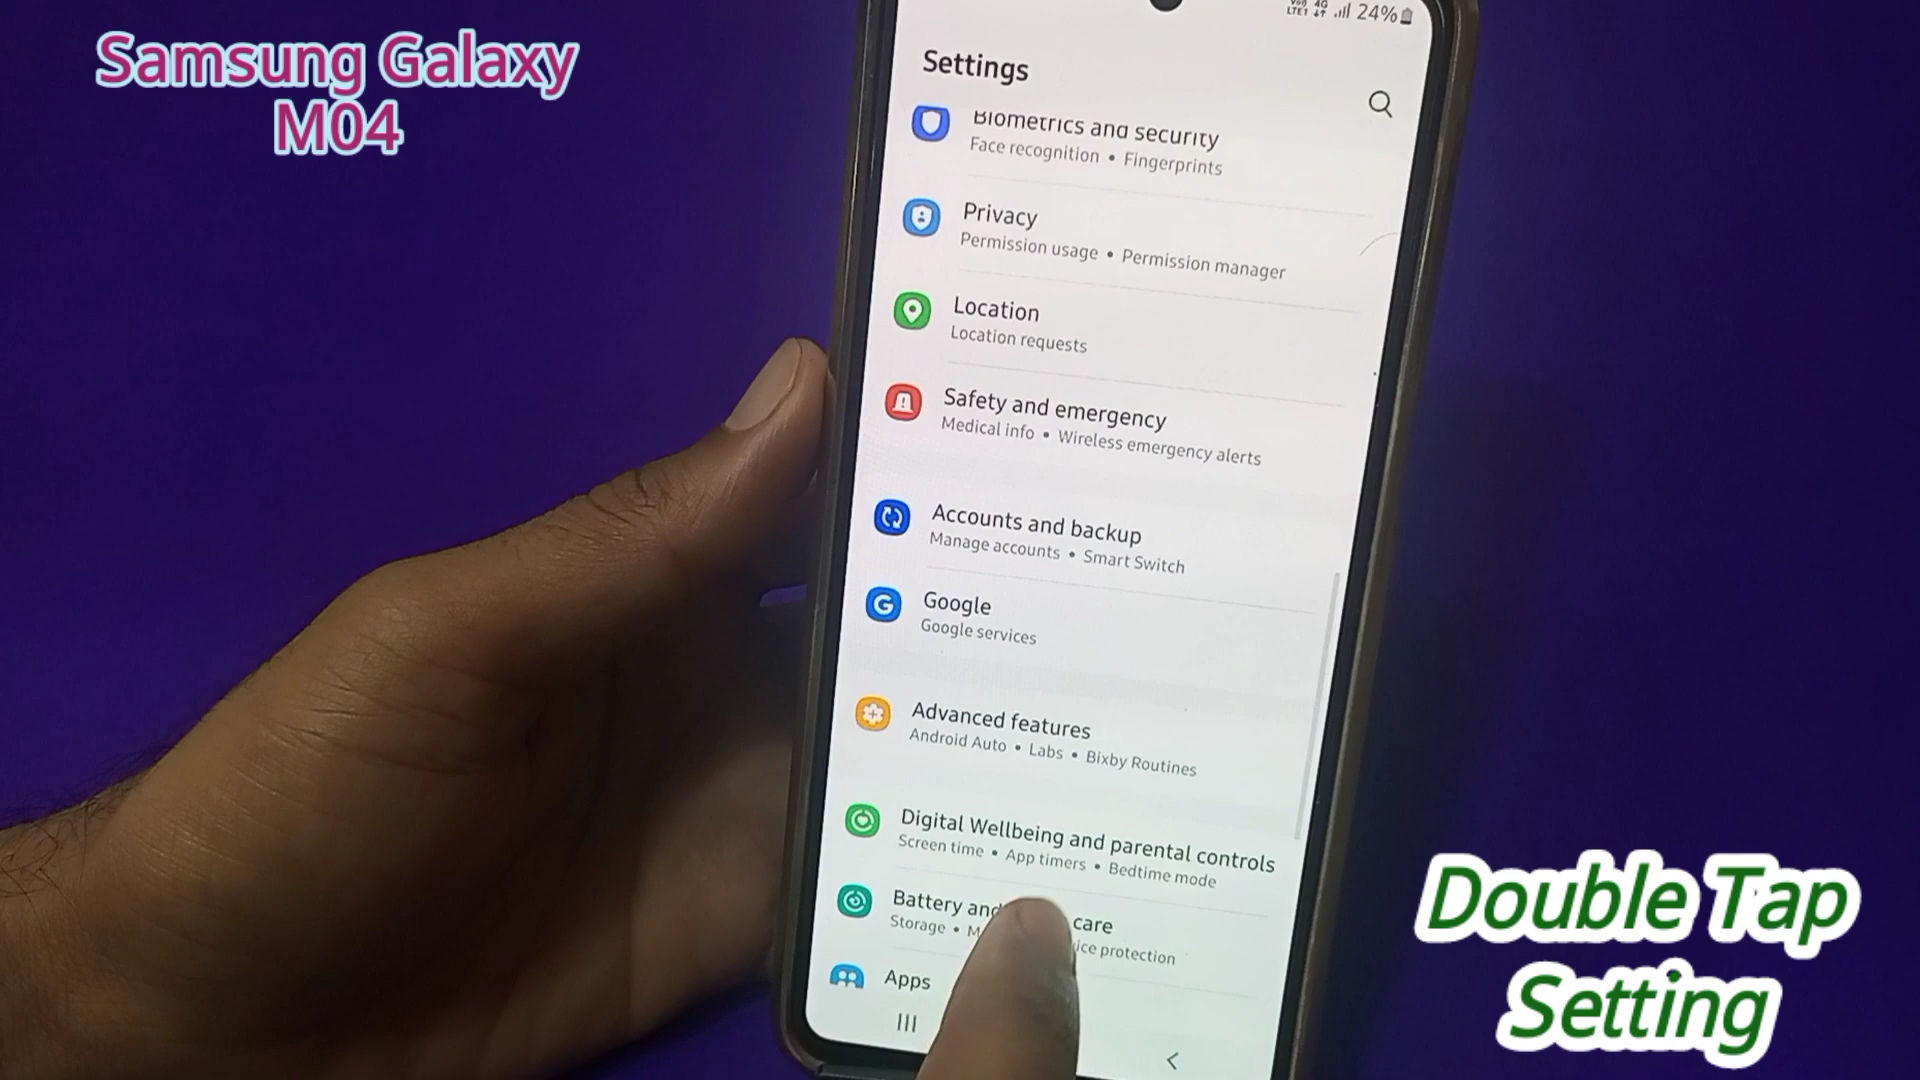 Samsung Galaxy
M04
LTE1 4G 24%
Settings
Biometrics and security
Face recognition • Fingerprints
Privacy
Permission usage • Permission manager
Location
Location requests
Safety and emergency
Medical info • Wireless emergency alerts
Accounts and backup
Manage accounts • Smart Switch
Google
Google services
Advanced features
Android Auto • Labs • Bixby Routines
Digital Wellbeing and parental controls
Screen time • App timers • Bedtime mode
Battery and care
Storage • protection
Apps
Double Tap
Setting